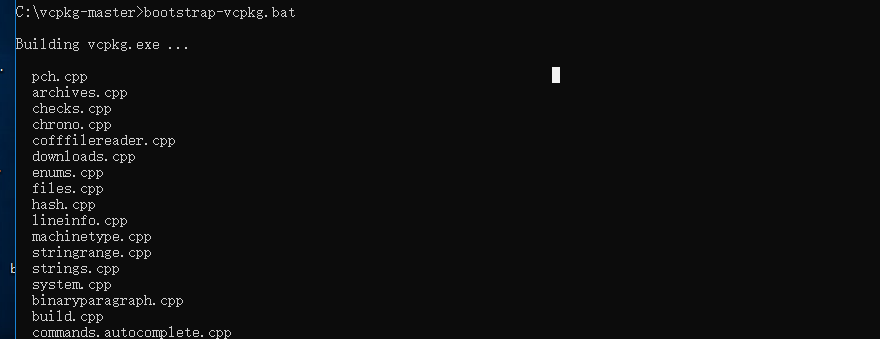 C:\vcpkg-master>bootstrap-vcpkg.bat
Building vcpkg.exe ...
pch.cpp
archives.cpp
checks.cpp
chrono.cpp
cofffilereader.cpp
downloads.cpp
enums.cpp
files.cpp
hash.cpp
lineinfo.cpp
machinetype.cpp
stringrange.cpp
strings.cpp
system.cpp
binaryparagraph.cpp
build.cpp
commands.autocomplete.cpp